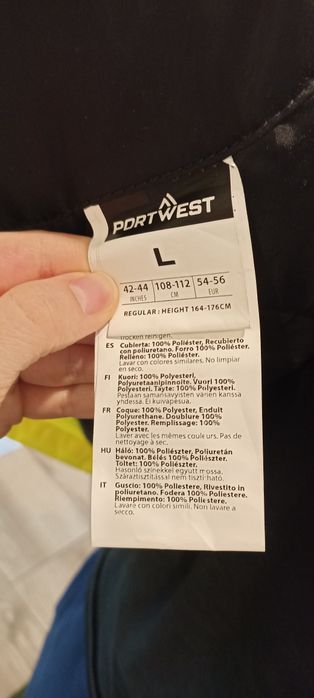 PORTWEST
L
42-44 108-112 54-56
INCHES CM EUR
REGULAR : HEIGHT 164-176CM
trocken reinigen.
ES Cubierta: 100% Poliéster, Recubierto
con poliuretano. Forro 100% Poliéster.
Relleno: 100% Poliéster.
Lavar con colores similares. No limpiar
en seco.
FI Kuori: 100% Polyesteri,
Polyuretaanipinnoite. Vuori 100%
Polyesteri. Täyte: 100% Polyesteri.
Pestään samansävyisten värien kanssa
yhdessä. Ei kuivapesua.
FR Coque: 100% Polyester, Enduit
Polyurethane. Doublure 100%
Polyester. Remplissage: 100%
Polyester.
Laver avec les mêmes couleurs. Pas de
nettoyage à sec.
HU Háló: 100% Poliészter, Poliuretán
bevonat. Bélés 100% Poliészter.
Töltet: 100% Poliészter.
Hasonló színekkel együtt mossa.
Száraztisztítással nem tisztítható.
IT Guscio: 100% Poliestere, Rivestito in
poliuretano. Fodera 100% Poliestere.
Riempimento: 100% Poliestere.
Lavare con colori simili. Non lavare a
secco.